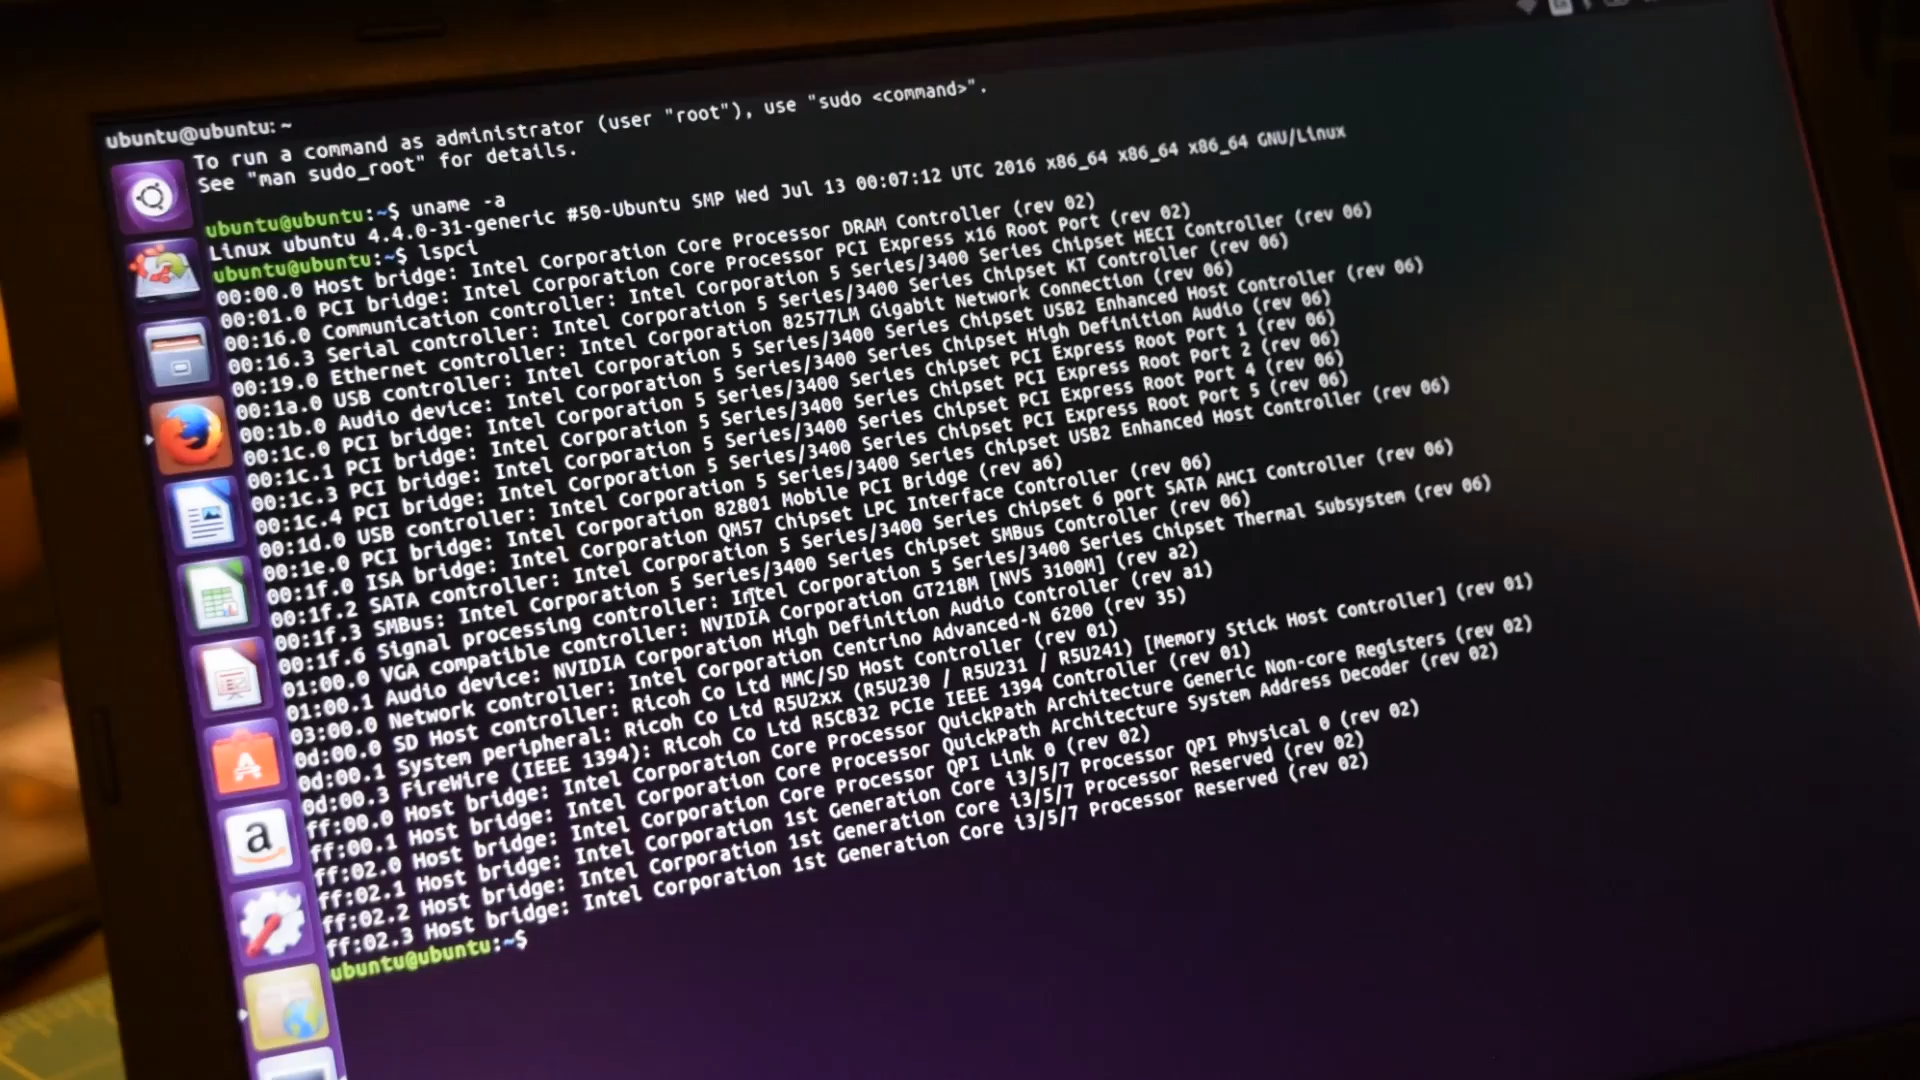 ubuntu@ubuntu: ~
To run a command as administrator (user "root"), use "sudo <command>".
See "man sudo_root" for details.
ubuntu@ubuntu:~$ uname -a
Linux ubuntu 4.4.0-31-generic #50-Ubuntu SMP Wed Jul 13 00:07:12 UTC 2016 x86_64 x86_64 x86_64 GNU/Linux
ubuntu@ubuntu:~$ lspci
00:00.0 Host bridge: Intel Corporation Core Processor DRAM Controller (rev 02)
00:01.0 PCI bridge: Intel Corporation Core Processor PCI Express x16 Root Port (rev 02)
00:16.0 Communication controller: Intel Corporation 5 Series/3400 Series Chipset HECI Controller (rev 06)
00:16.3 Serial controller: Intel Corporation 5 Series/3400 Series Chipset KT Controller (rev 06)
00:19.0 Ethernet controller: Intel Corporation 82577LM Gigabit Network Connection (rev 06)
00:1a.0 USB controller: Intel Corporation 5 Series/3400 Series Chipset USB2 Enhanced Host Controller (rev 06)
00:1b.0 Audio device: Intel Corporation 5 Series/3400 Series Chipset High Definition Audio (rev 06)
00:1c.0 PCI bridge: Intel Corporation 5 Series/3400 Series Chipset PCI Express Root Port 1 (rev 06)
00:1c.1 PCI bridge: Intel Corporation 5 Series/3400 Series Chipset PCI Express Root Port 2 (rev 06)
00:1c.3 PCI bridge: Intel Corporation 5 Series/3400 Series Chipset PCI Express Root Port 4 (rev 06)
00:1c.4 PCI bridge: Intel Corporation 5 Series/3400 Series Chipset PCI Express Root Port 5 (rev 06)
00:1d.0 USB controller: Intel Corporation 5 Series/3400 Series Chipset USB2 Enhanced Host Controller (rev 06)
00:1e.0 PCI bridge: Intel Corporation 82801 Mobile PCI Bridge (rev a6)
00:1f.0 ISA bridge: Intel Corporation QM57 Chipset LPC Interface Controller (rev 06)
00:1f.2 SATA controller: Intel Corporation 5 Series/3400 Series Chipset 6 port SATA AHCI Controller (rev 06)
00:1f.3 SMBus: Intel Corporation 5 Series/3400 Series Chipset SMBus Controller (rev 06)
00:1f.6 Signal processing controller: Intel Corporation 5 Series/3400 Series Chipset Thermal Subsystem (rev 06)
01:00.0 VGA compatible controller: NVIDIA Corporation GT218M [NVS 3100M] (rev a2)
01:00.1 Audio device: NVIDIA Corporation High Definition Audio Controller (rev a1)
03:00.0 Network controller: Intel Corporation Centrino Advanced-N 6200 (rev 35)
0d:00.0 SD Host controller: Ricoh Co Ltd MMC/SD Host Controller (rev 01)
0d:00.1 System peripheral: Ricoh Co Ltd R5U2xx (R5U230 / R5U231 / R5U241) [Memory Stick Host Controller] (rev 01)
0d:00.3 FireWire (IEEE 1394): Ricoh Co Ltd R5C832 PCIe IEEE 1394 Controller (rev 01)
ff:00.0 Host bridge: Intel Corporation Core Processor QuickPath Architecture Generic Non-core Registers (rev 02)
ff:00.1 Host bridge: Intel Corporation Core Processor QuickPath Architecture System Address Decoder (rev 02)
ff:02.0 Host bridge: Intel Corporation Core Processor QPI Link 0 (rev 02)
ff:02.1 Host bridge: Intel Corporation 1st Generation Core i3/5/7 Processor QPI Physical 0 (rev 02)
ff:02.2 Host bridge: Intel Corporation 1st Generation Core i3/5/7 Processor Reserved (rev 02)
ff:02.3 Host bridge: Intel Corporation 1st Generation Core i3/5/7 Processor Reserved (rev 02)
ubuntu@ubuntu:~$